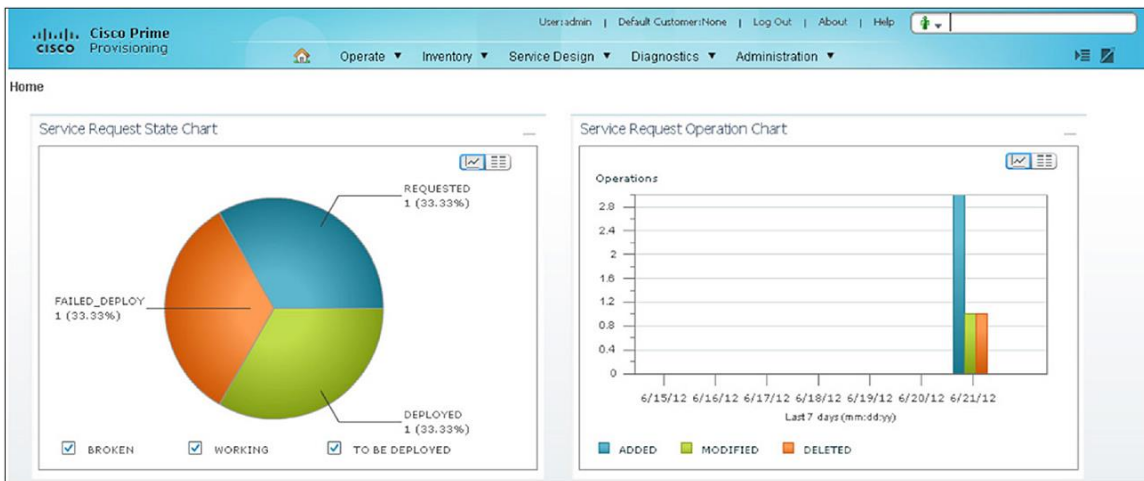 User:admin | Default Customer:None | Log Out | About | Help
Cisco Prime
CISCO Provisioning
Operate ▼ Inventory ▼ Service Design ▼ Diagnostics ▼ Administration ▼
Home
Service Request State Chart
REQUESTED
1 (33.33%)
FAILED_DEPLOY
1 (33.33%)
DEPLOYED
1 (33.33%)
BROKEN WORKING TO BE DEPLOYED
Service Request Operation Chart
Operations
2.8
2.4
2
1.6
1.2
0.8
0.4
0
6/15/12 6/16/12 6/17/12 6/18/12 6/19/12 6/20/12 6/21/12
Last 7 days (mm:dd:yy)
ADDED MODIFIED DELETED